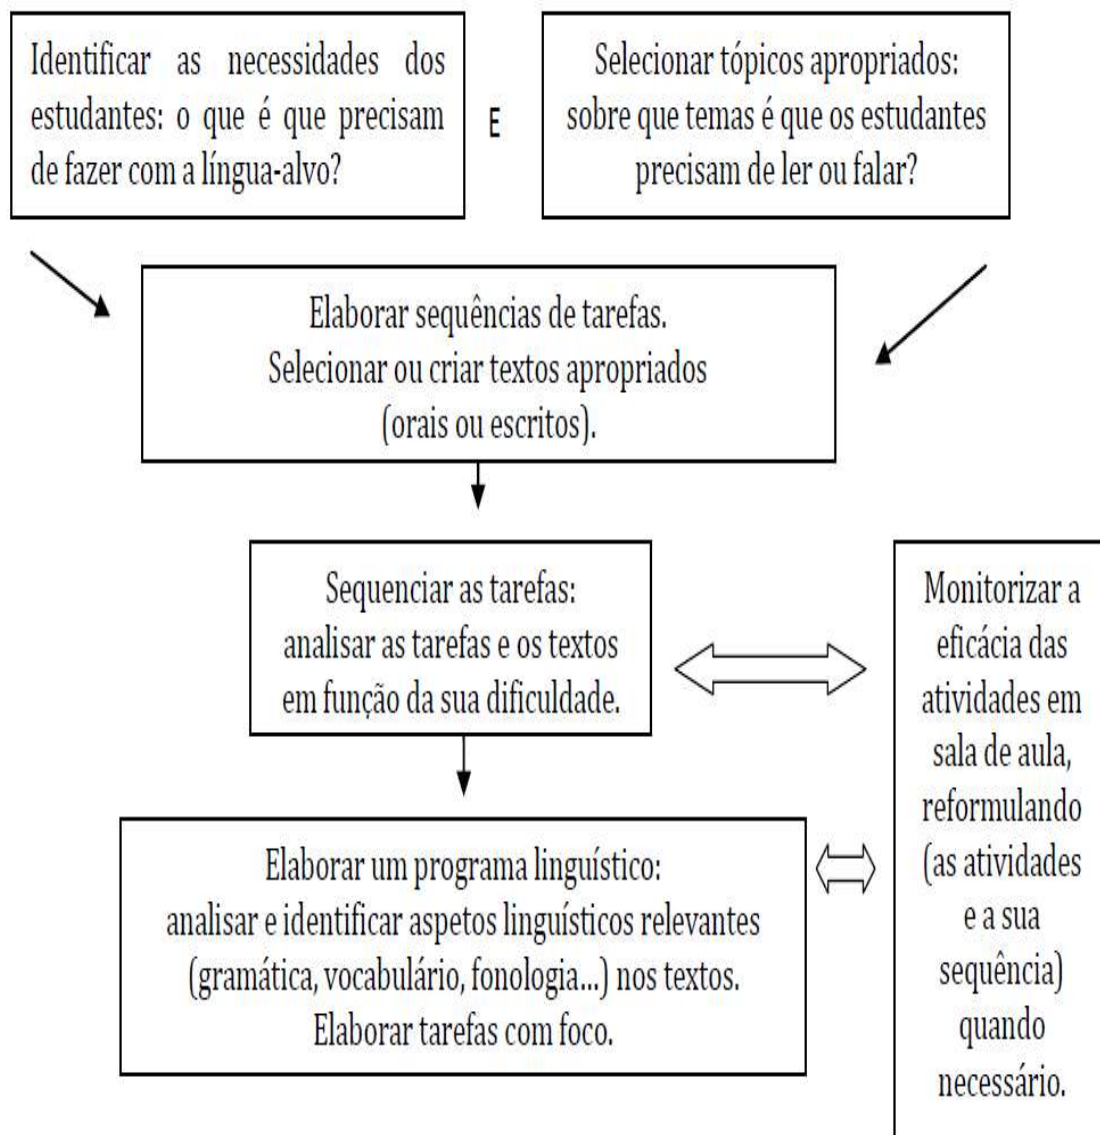 Identificar as necessidades dos
estudantes: o que é que precisam
de fazer com a língua-alvo?
E
Selecionar tópicos apropriados:
sobre que temas é que os estudantes
precisam de ler ou falar?
Elaborar sequências de tarefas.
Selecionar ou criar textos apropriados
(orais ou escritos).
Sequenciar as tarefas:
analisar as tarefas e os textos
em função da sua dificuldade.
Monitorizar a
eficácia das
atividades em
sala de aula,
reformulando
(as atividades
e a sua
sequência)
quando
necessário.
Elaborar um programa linguístico:
analisar e identificar aspetos linguísticos relevantes
(gramática, vocabulário, fonologia...) nos textos.
Elaborar tarefas com foco.